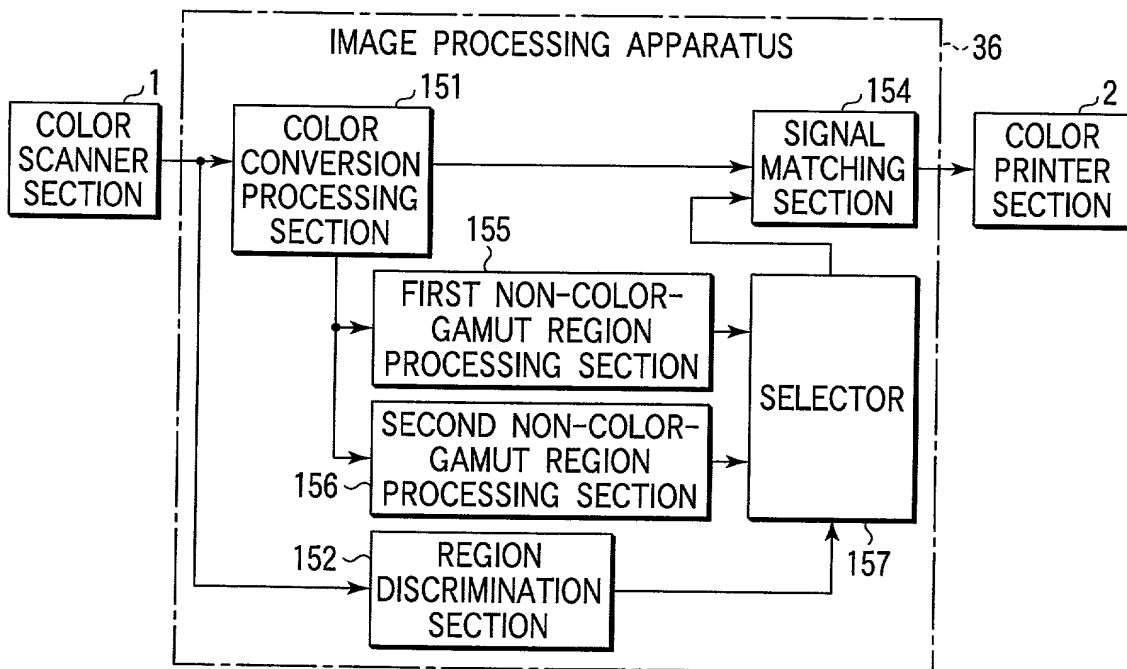 IMAGE PROCESSING APPARATUS
36
1
COLOR
SCANNER
SECTION
151
COLOR
CONVERSION
PROCESSING
SECTION
154
SIGNAL
MATCHING
SECTION
2
COLOR
PRINTER
SECTION
155
FIRST NON-COLOR-
GAMUT REGION
PROCESSING SECTION
SELECTOR
157
SECOND NON-COLOR-
GAMUT REGION
PROCESSING SECTION
156
152
REGION
DISCRIMINATION
SECTION